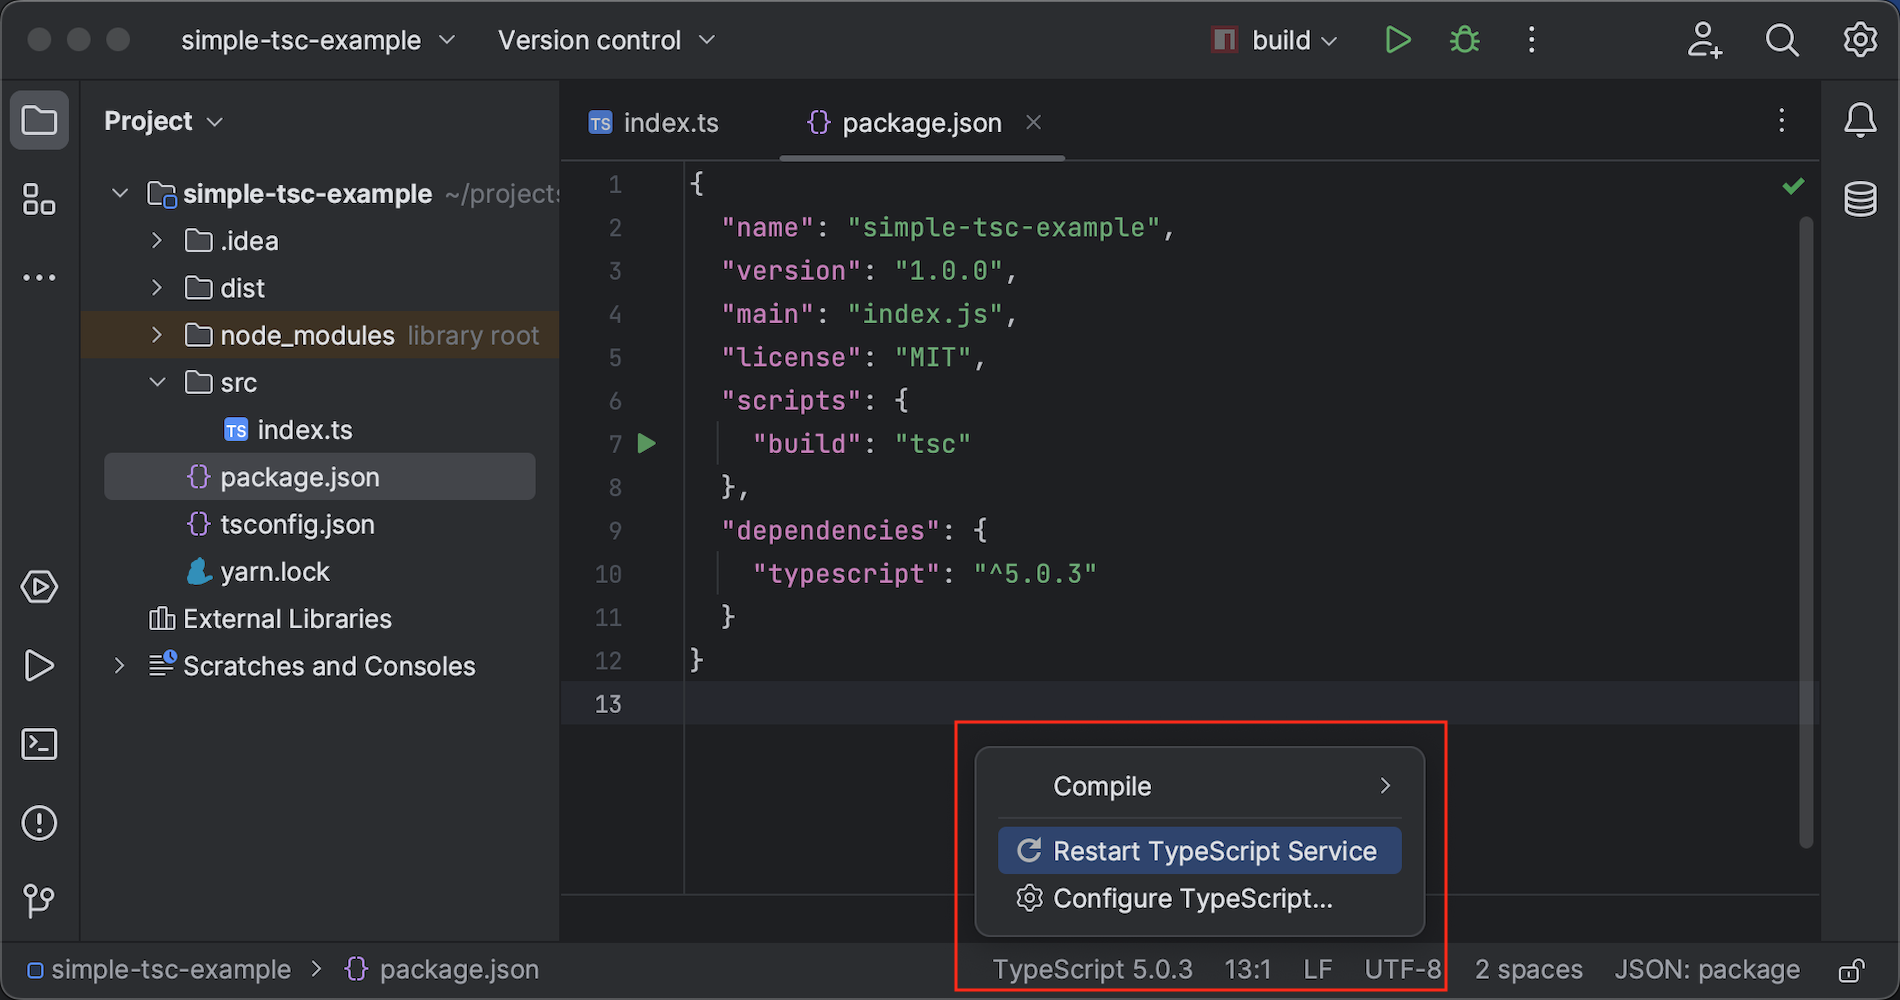 simple-tsc-example Version control build
Project
index.ts package.json
simple-tsc-example ~/projects
.idea
dist
node_modules library root
src
TS index.ts
package.json
tsconfig.json
yarn.lock
External Libraries
Scratches and Consoles
1 {
2 "name": "simple-tsc-example",
3 "version": "1.0.0",
4 "main": "index.js",
5 "license": "MIT",
6 "scripts": {
7 "build": "tsc"
8 },
9 "dependencies": {
10 "typescript": "^5.0.3"
11 }
12 }
13
Compile
Restart TypeScript Service
Configure TypeScript...
simple-tsc-example package.json TypeScript 5.0.3 13:1 LF UTF-8 2 spaces JSON: package